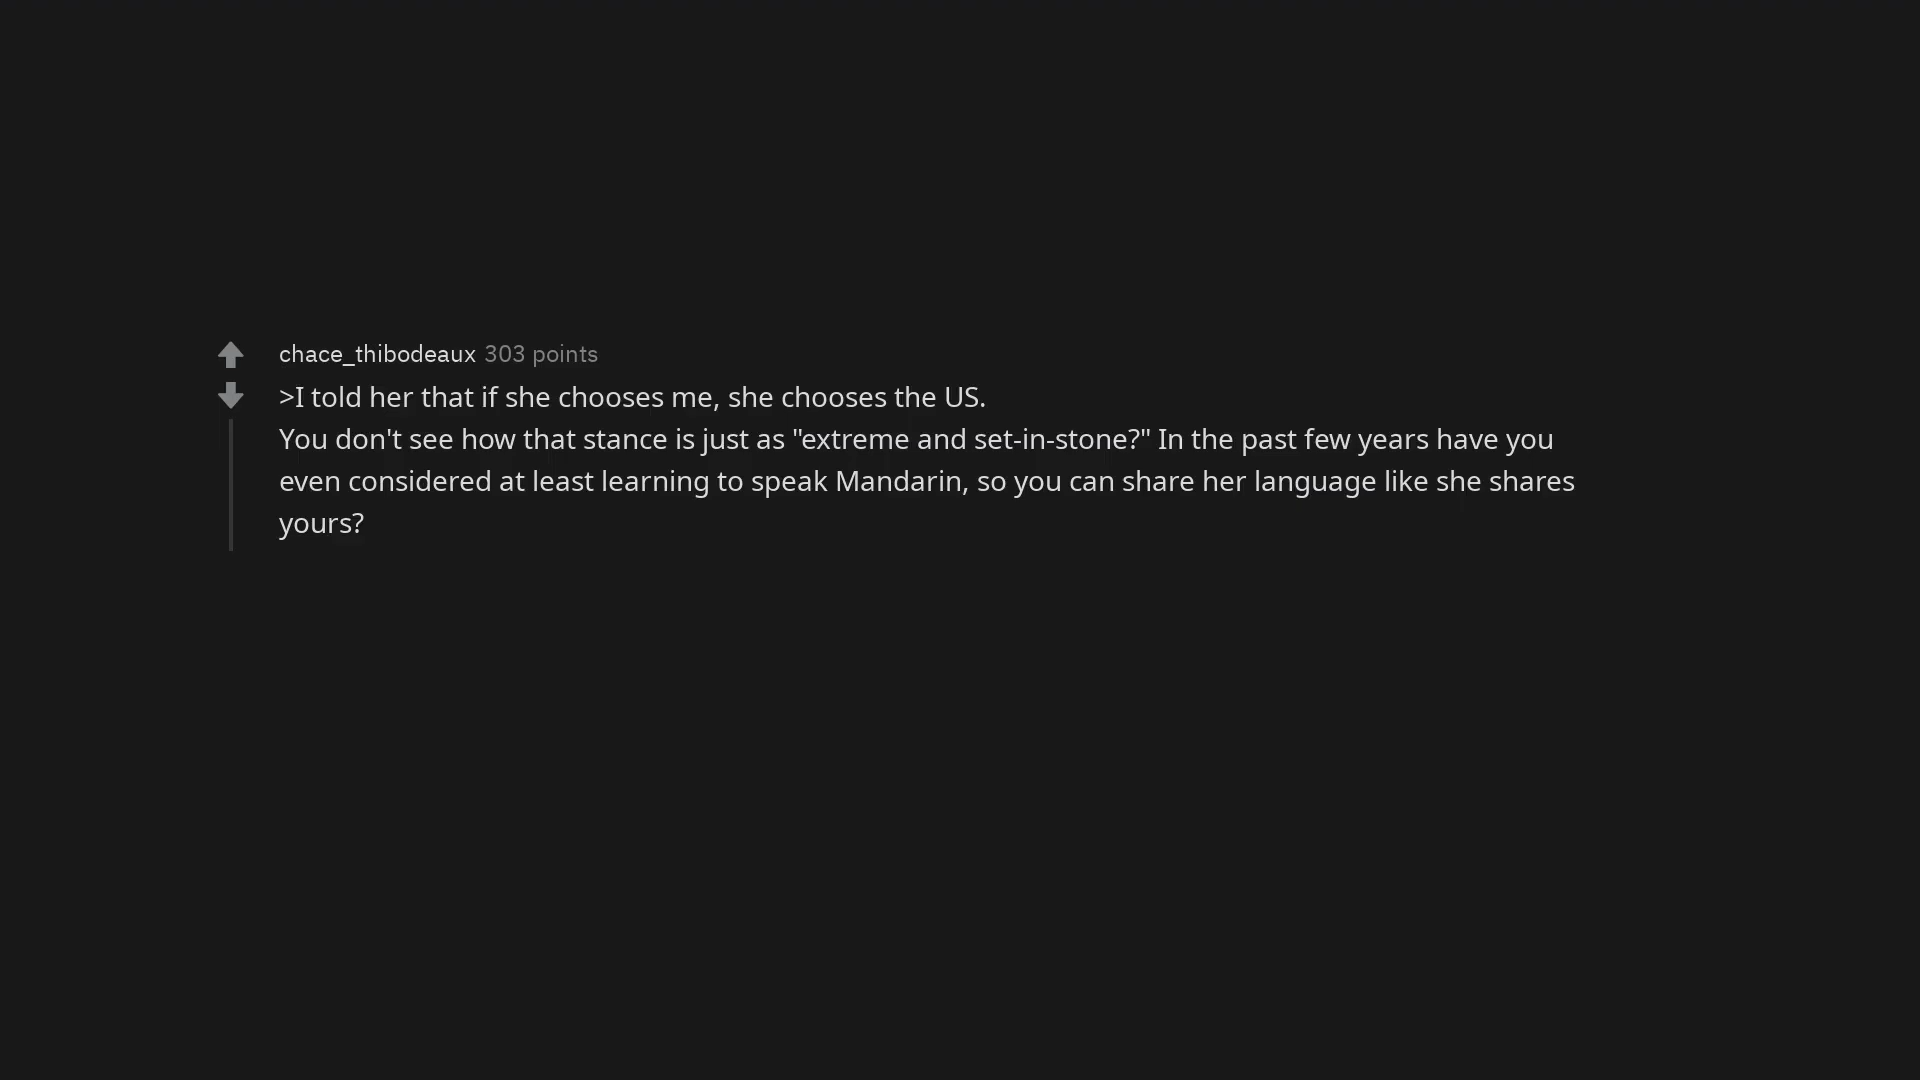 chace_thibodeaux 303 points
>I told her that if she chooses me, she chooses the US.
You don't see how that stance is just as "extreme and set-in-stone?" In the past few years have you
even considered at least learning to speak Mandarin, so you can share her language like she shares
yours?